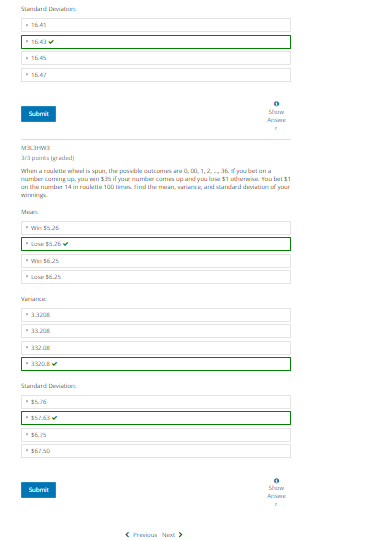 Standard Deviation:
16.41
16.43 ✔
16.45
16.47
Submit
Show
Answe
r
M3L3HW3
3/3 points (graded)
When a roulette wheel is spun, the possible outcomes are 0, 00, 1, 2, ..., 36. If you bet on a
number coming up, you win $35 if your number comes up and you lose $1 otherwise. You bet $1
on the number 14 in roulette 100 times. Find the mean, variance, and standard deviation of your
winnings.
Mean:
Win $5.26
Lose $5.26 ✔
Win $6.25
Lose $6.25
Variance:
3.3208
33.208
332.08
3320.8 ✔
Standard Deviation:
$5.76
$57.63 ✔
$6.75
$67.50
Submit
Show
Answe
r
Previous Next